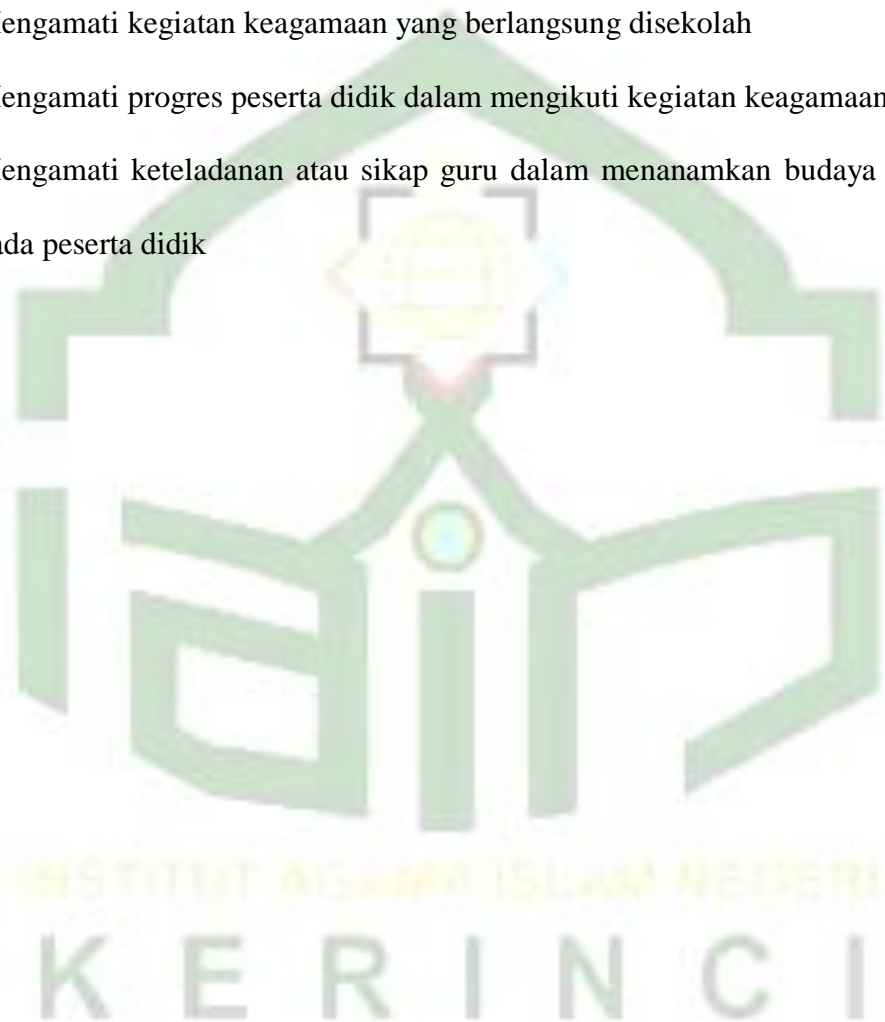 engamati kegiatan keagamaan yang berlangsung disekolah
engamati progres peserta didik dalam mengikuti kegiatan keagamaan
engamati keteladanan atau sikap guru dalam menanamkan budaya
ada peserta didik
INSTITUT AGAMA ISLAM NEGERI
KERINCI